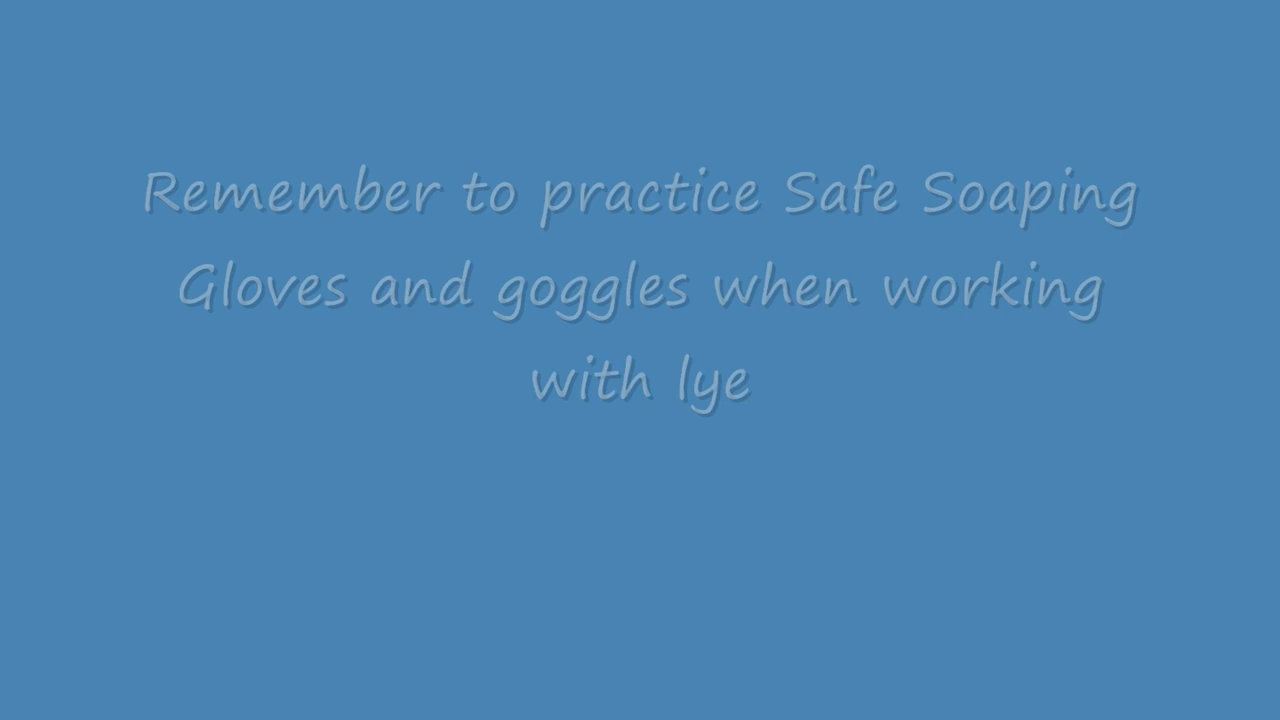 Remember to practice Safe Soaping
Gloves and goggles when working
with lye